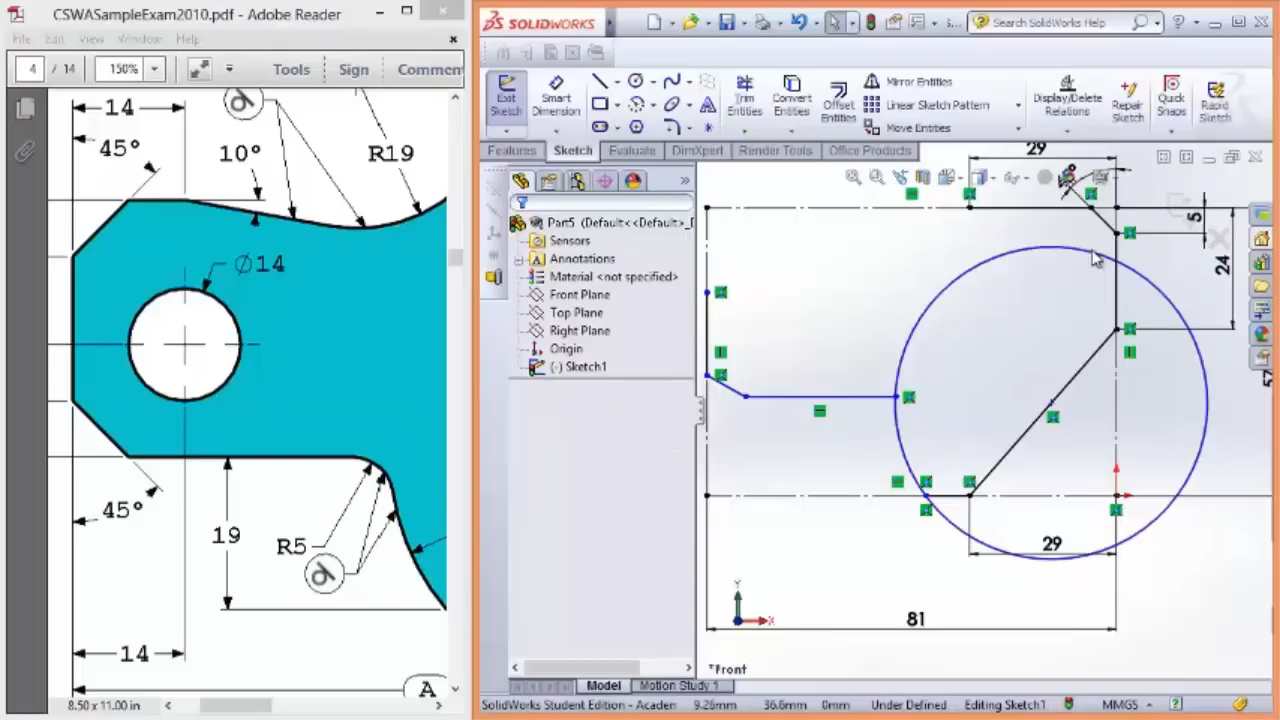 CSWASampleExam2010.pdf - Adobe Reader
File Edit View Window Help
4 / 14 150% Tools Sign Comment
14
45°
10°
R19
Ø14
45°
19
R5
14
A
8.50 x 11.00 in
SOLIDWORKS
s...
Search SolidWorks Help
Exit Sketch
Smart Dimension
Trim Entities
Convert Entities
Offset Entities
Mirror Entities
Linear Sketch Pattern
Move Entities
Display/Delete Relations
Repair Sketch
Quick Snaps
Rapid Sketch
Features Sketch Evaluate DimXpert Render Tools Office Products
Part5 (Default<<Default>_D
Sensors
Annotations
Material <not specified>
Front Plane
Top Plane
Right Plane
Origin
(-) Sketch1
29
5
24
57
29
81
Y
X
*Front
Model Motion Study 1
SolidWorks Student Edition - Academ 9.26mm 36.6mm 0mm Under Defined Editing Sketch1 MMGS